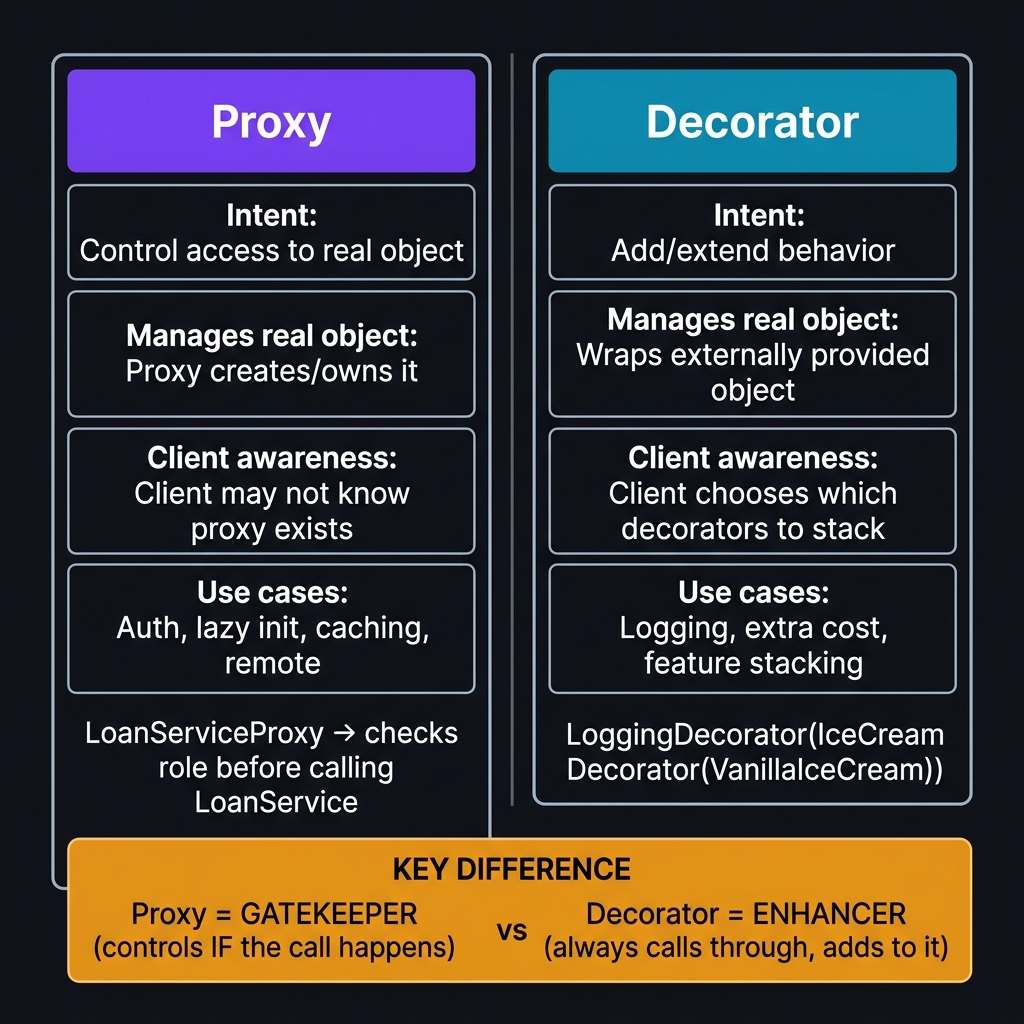 Proxy
Intent:
Control access to real object
Manages real object:
Proxy creates/owns it
Client awareness:
Client may not know
proxy exists
Use cases:
Auth, lazy init, caching,
remote
LoanServiceProxy → checks
role before calling
LoanService
Decorator
Intent:
Add/extend behavior
Manages real object:
Wraps externally provided
object
Client awareness:
Client chooses which
decorators to stack
Use cases:
Logging, extra cost,
feature stacking
LoggingDecorator(IceCream
Decorator(VanillaIceCream))
KEY DIFFERENCE
Proxy = GATEKEEPER
(controls IF the call happens)
vs
Decorator = ENHANCER
(always calls through, adds to it)